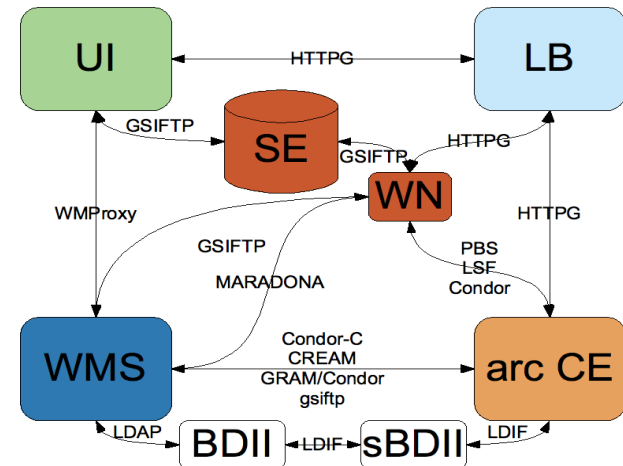 UI
HTTPG
LB
GSIFTP
SE
GSIFTP
HTTPG
WN
WMProxy
HTTPG
GSIFTP
PBS
LSF
Condor
MARADONA
WMS
Condor-C
CREAM
GRAM/Condor
gsiftp
arc CE
LDAP
BDII
LDIF
sBDII
LDIF